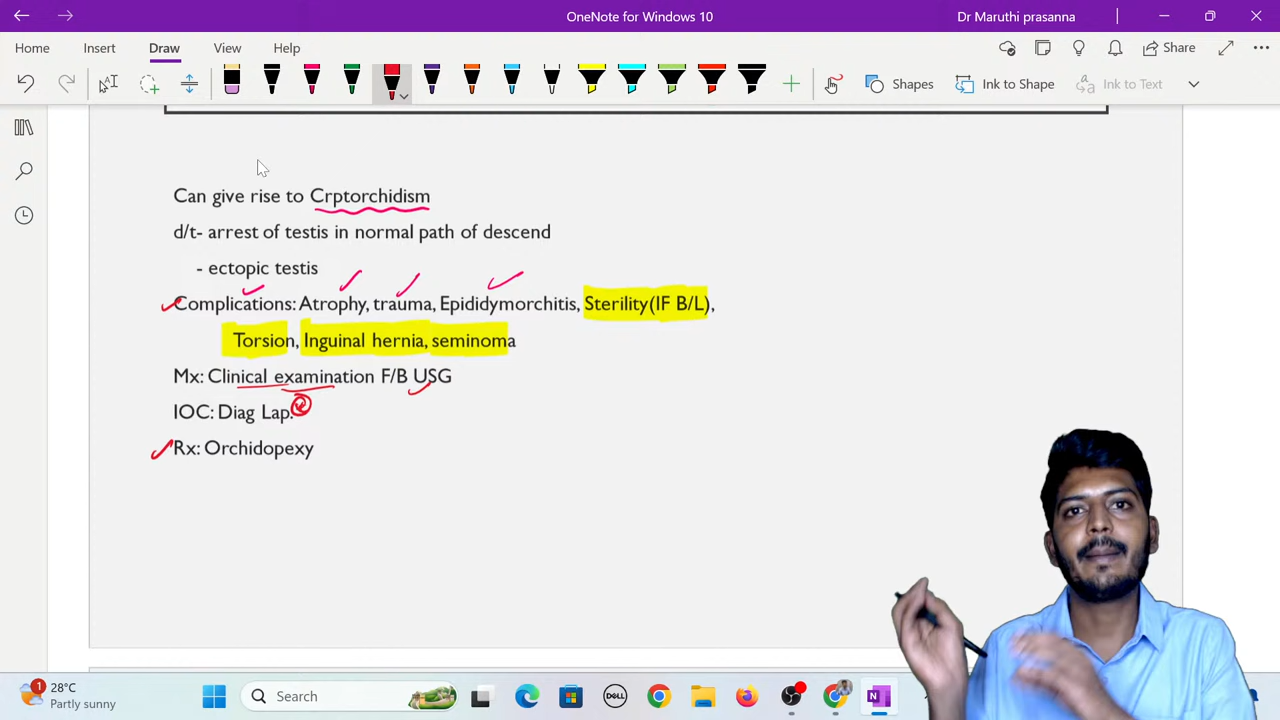 OneNote for Windows 10
Dr Maruthi prasanna
Home Insert Draw View Help
Share
Shapes
Ink to Shape
Ink to Text
Can give rise to Crptorchidism
d/t- arrest of testis in normal path of descend
- ectopic testis
Complications: Atrophy, trauma, Epididymorchitis, Sterility(IF B/L),
Torsion, Inguinal hernia, seminoma
Mx: Clinical examination F/B USG
IOC: Diag Lap.
Rx: Orchidopexy
1
28°C
Partly sunny
Search
DELL